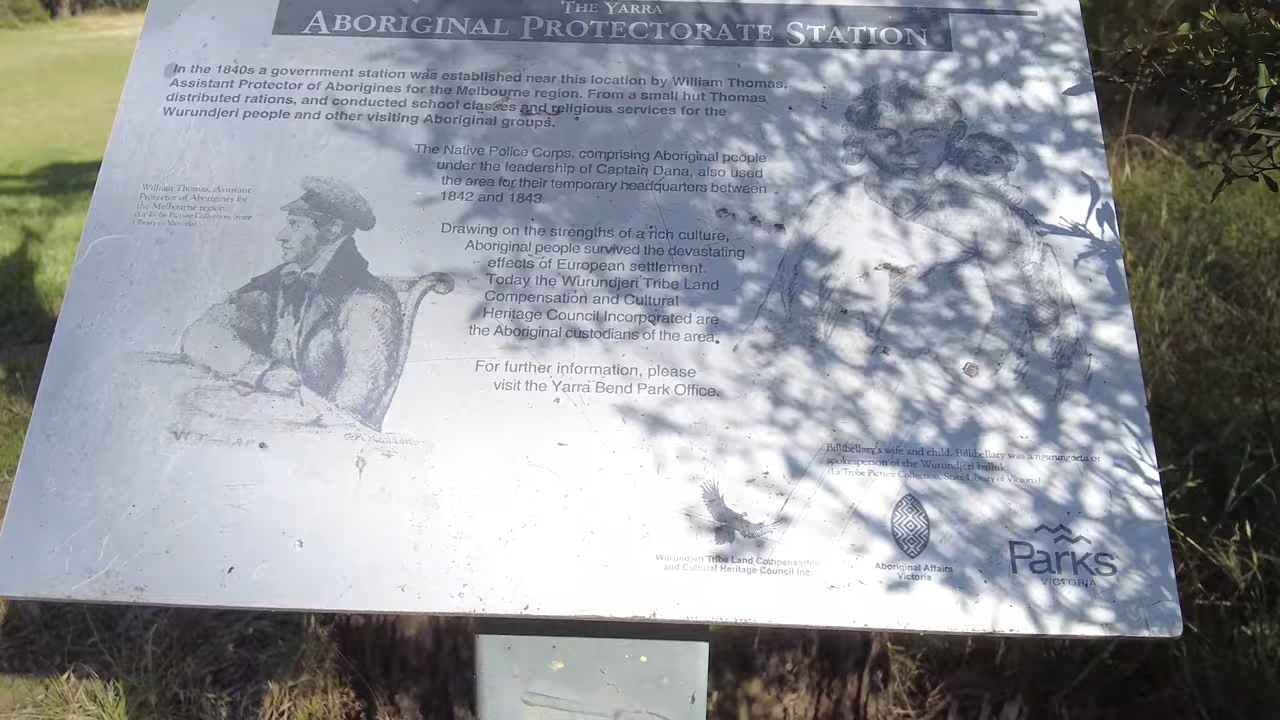 THE YARRA
ABORIGINAL PROTECTORATE STATION
In the 1840s a government station was established near this location by William Thomas,
Assistant Protector of Aborigines for the Melbourne region. From a small hut Thomas
distributed rations, and conducted school classes and religious services for the
Wurundjeri people and other visiting Aboriginal groups.
The Native Police Corps, comprising Aboriginal people
under the leadership of Captain Dana, also used
the area for their temporary headquarters between
1842 and 1843.
William Thomas, Assistant
Protector of Aborigines for
the Melbourne region.
(La Trobe Picture Collection, State
Library of Victoria)
Drawing on the strengths of a rich culture,
Aboriginal people survived the devastating
effects of European settlement.
Today the Wurundjeri Tribe Land
Compensation and Cultural
Heritage Council Incorporated are
the Aboriginal custodians of the area.
For further information, please
visit the Yarra Bend Park Office.
Billibellary's wife and child. Billibellary was a ngurungaeta or
spokesperson of the Wurundjeri balluk.
(La Trobe Picture Collection, State Library of Victoria)
Wurundjeri Tribe Land Compensation
and Cultural Heritage Council Inc.
Aboriginal Affairs
Victoria
Parks
VICTORIA